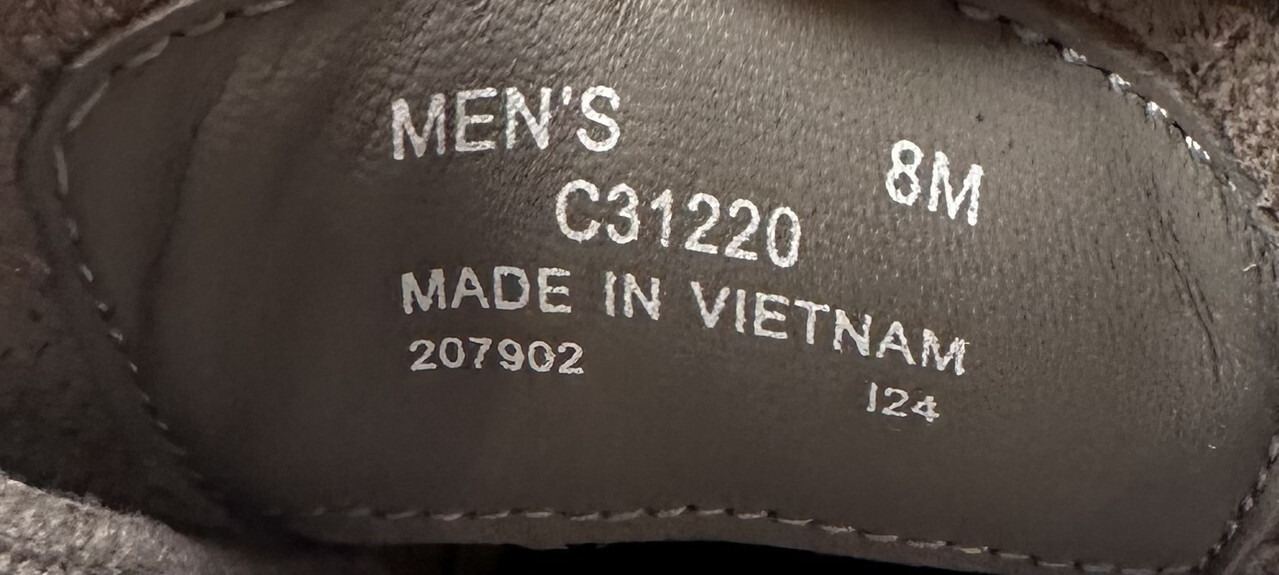 MEN'S
8M
C31220
MADE IN VIETNAM
207902
I24